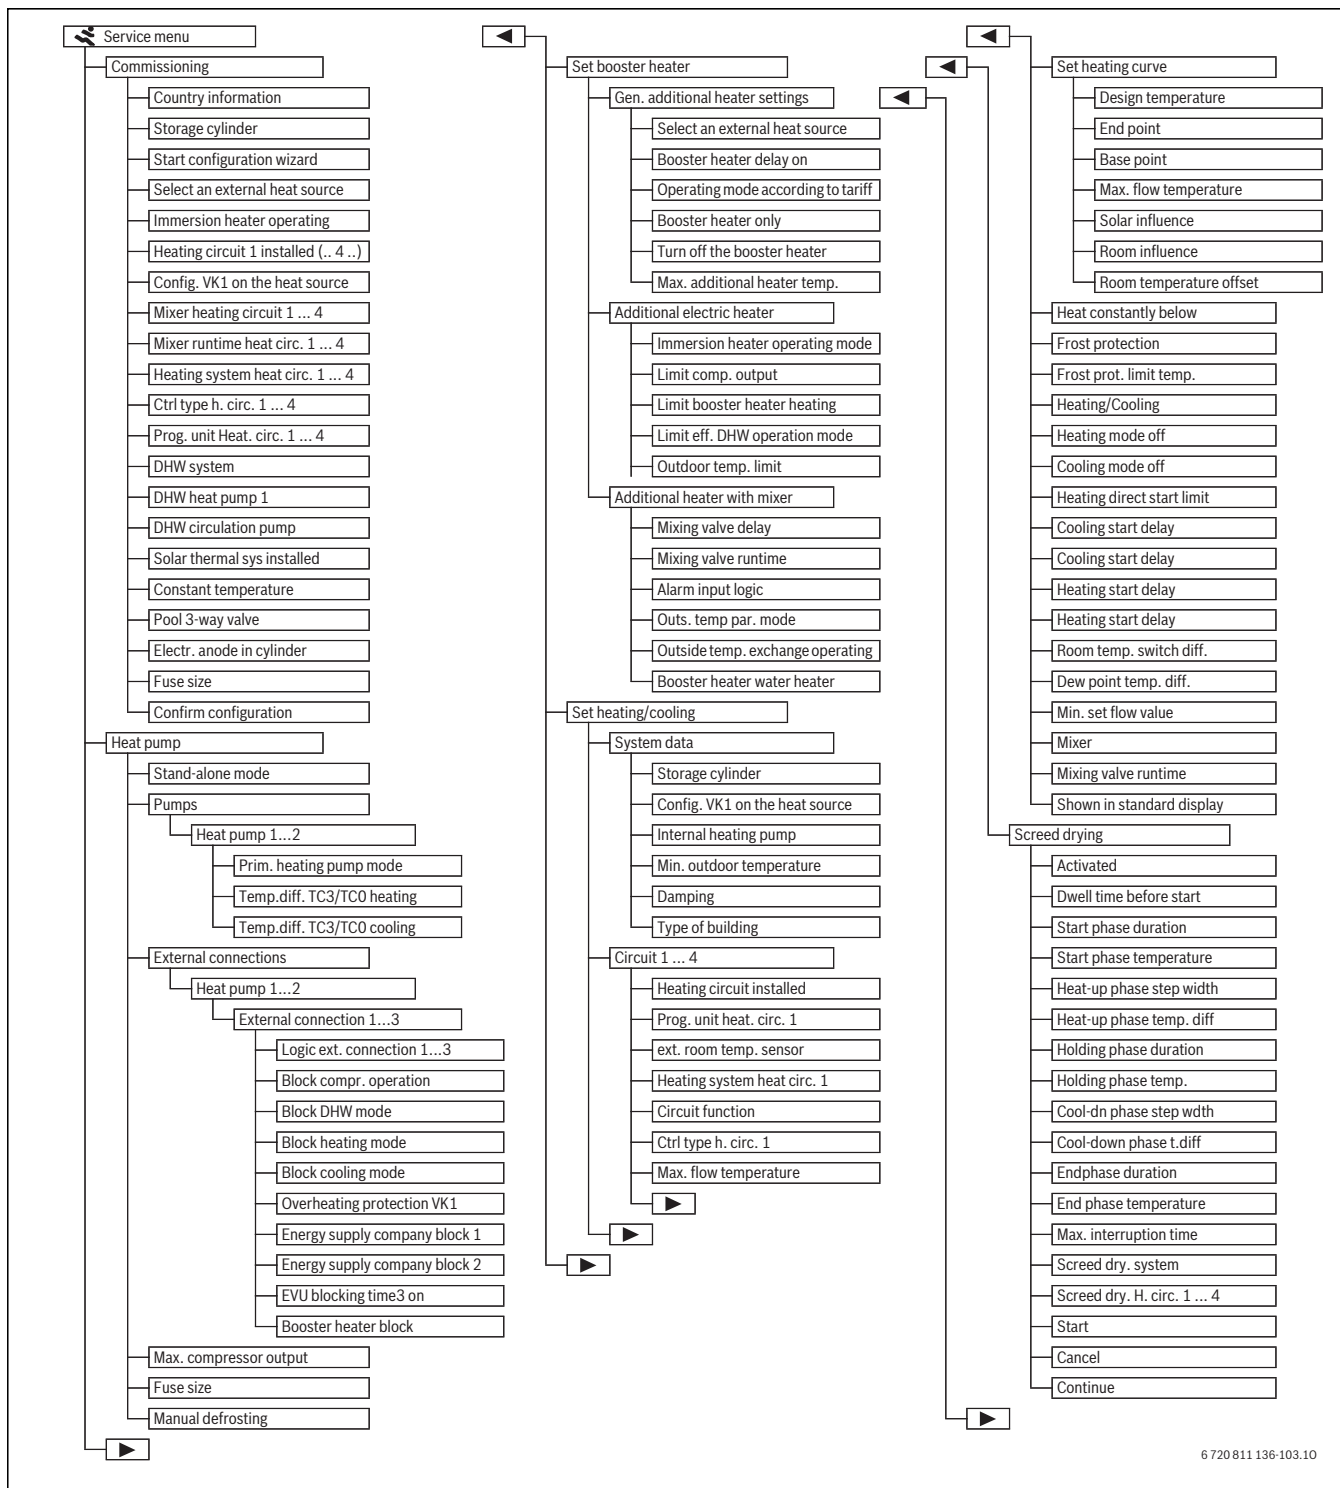 Service menu
Commissioning
Country information
Storage cylinder
Start configuration wizard
Select an external heat source
Immersion heater operating
Heating circuit 1 installed (.. 4 ..)
Config. VK1 on the heat source
Mixer heating circuit 1 ... 4
Mixer runtime heat circ. 1 ... 4
Heating system heat circ. 1 ... 4
Ctrl type h. circ. 1 ... 4
Prog. unit Heat. circ. 1 ... 4
DHW system
DHW heat pump 1
DHW circulation pump
Solar thermal sys installed
Constant temperature
Pool 3-way valve
Electr. anode in cylinder
Fuse size
Confirm configuration
Heat pump
Stand-alone mode
Pumps
Heat pump 1...2
Prim. heating pump mode
Temp.diff. TC3/TC0 heating
Temp.diff. TC3/TC0 cooling
External connections
Heat pump 1...2
External connection 1...3
Logic ext. connection 1...3
Block compr. operation
Block DHW mode
Block heating mode
Block cooling mode
Overheating protection VK1
Energy supply company block 1
Energy supply company block 2
EVU blocking time3 on
Booster heater block
Max. compressor output
Fuse size
Manual defrosting
Set booster heater
Gen. additional heater settings
Select an external heat source
Booster heater delay on
Operating mode according to tariff
Booster heater only
Turn off the booster heater
Max. additional heater temp.
Additional electric heater
Immersion heater operating mode
Limit comp. output
Limit booster heater heating
Limit eff. DHW operation mode
Outdoor temp. limit
Additional heater with mixer
Mixing valve delay
Mixing valve runtime
Alarm input logic
Outs. temp par. mode
Outside temp. exchange operating
Booster heater water heater
Set heating/cooling
System data
Storage cylinder
Config. VK1 on the heat source
Internal heating pump
Min. outdoor temperature
Damping
Type of building
Circuit 1 ... 4
Heating circuit installed
Prog. unit heat. circ. 1
ext. room temp. sensor
Heating system heat circ. 1
Circuit function
Ctrl type h. circ. 1
Max. flow temperature
Set heating curve
Design temperature
End point
Base point
Max. flow temperature
Solar influence
Room influence
Room temperature offset
Heat constantly below
Frost protection
Frost prot. limit temp.
Heating/Cooling
Heating mode off
Cooling mode off
Heating direct start limit
Cooling start delay
Cooling start delay
Heating start delay
Heating start delay
Room temp. switch diff.
Dew point temp. diff.
Min. set flow value
Mixer
Mixing valve runtime
Shown in standard display
Screed drying
Activated
Dwell time before start
Start phase duration
Start phase temperature
Heat-up phase step width
Heat-up phase temp. diff
Holding phase duration
Holding phase temp.
Cool-dn phase step wdth
Cool-down phase t.diff
Endphase duration
End phase temperature
Max. interruption time
Screed dry. system
Screed dry. H. circ. 1 ... 4
Start
Cancel
Continue
6 720 811 136-103.1O